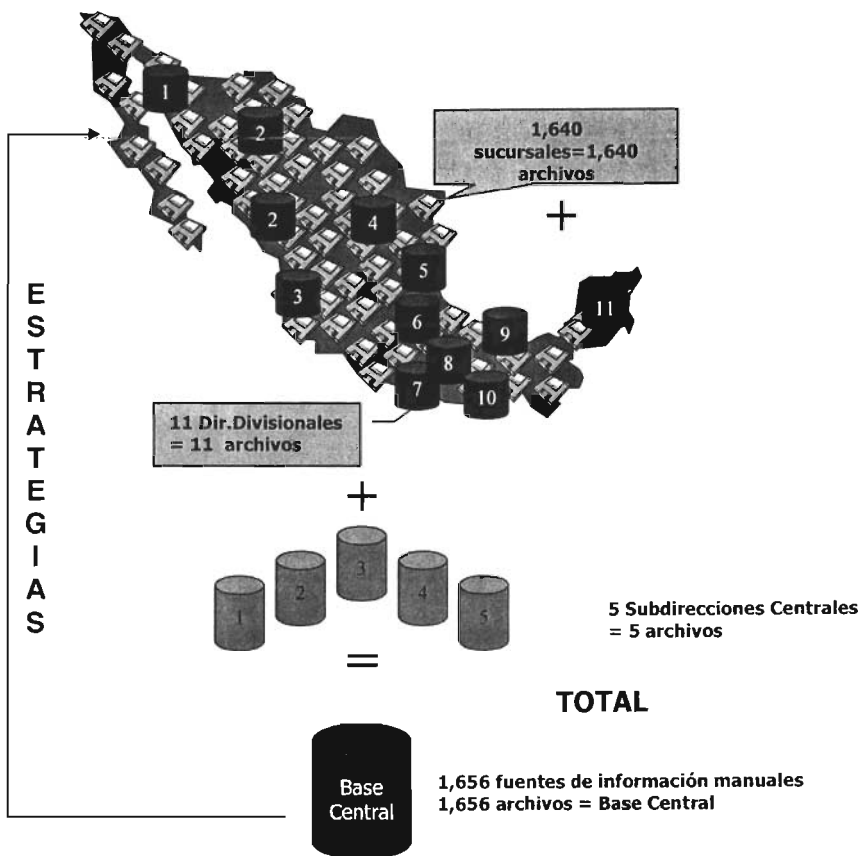 1
2
1,640
sucursales=1,640
archivos
+
2
4
5
3
6
9
11
8
7
10
11 Dir.Divisionales
= 11 archivos
+
ESTRATEGIAS
1
2
3
4
5
5 Subdirecciones Centrales
= 5 archivos
=
TOTAL
Base
Central
1,656 fuentes de información manuales
1,656 archivos = Base Central